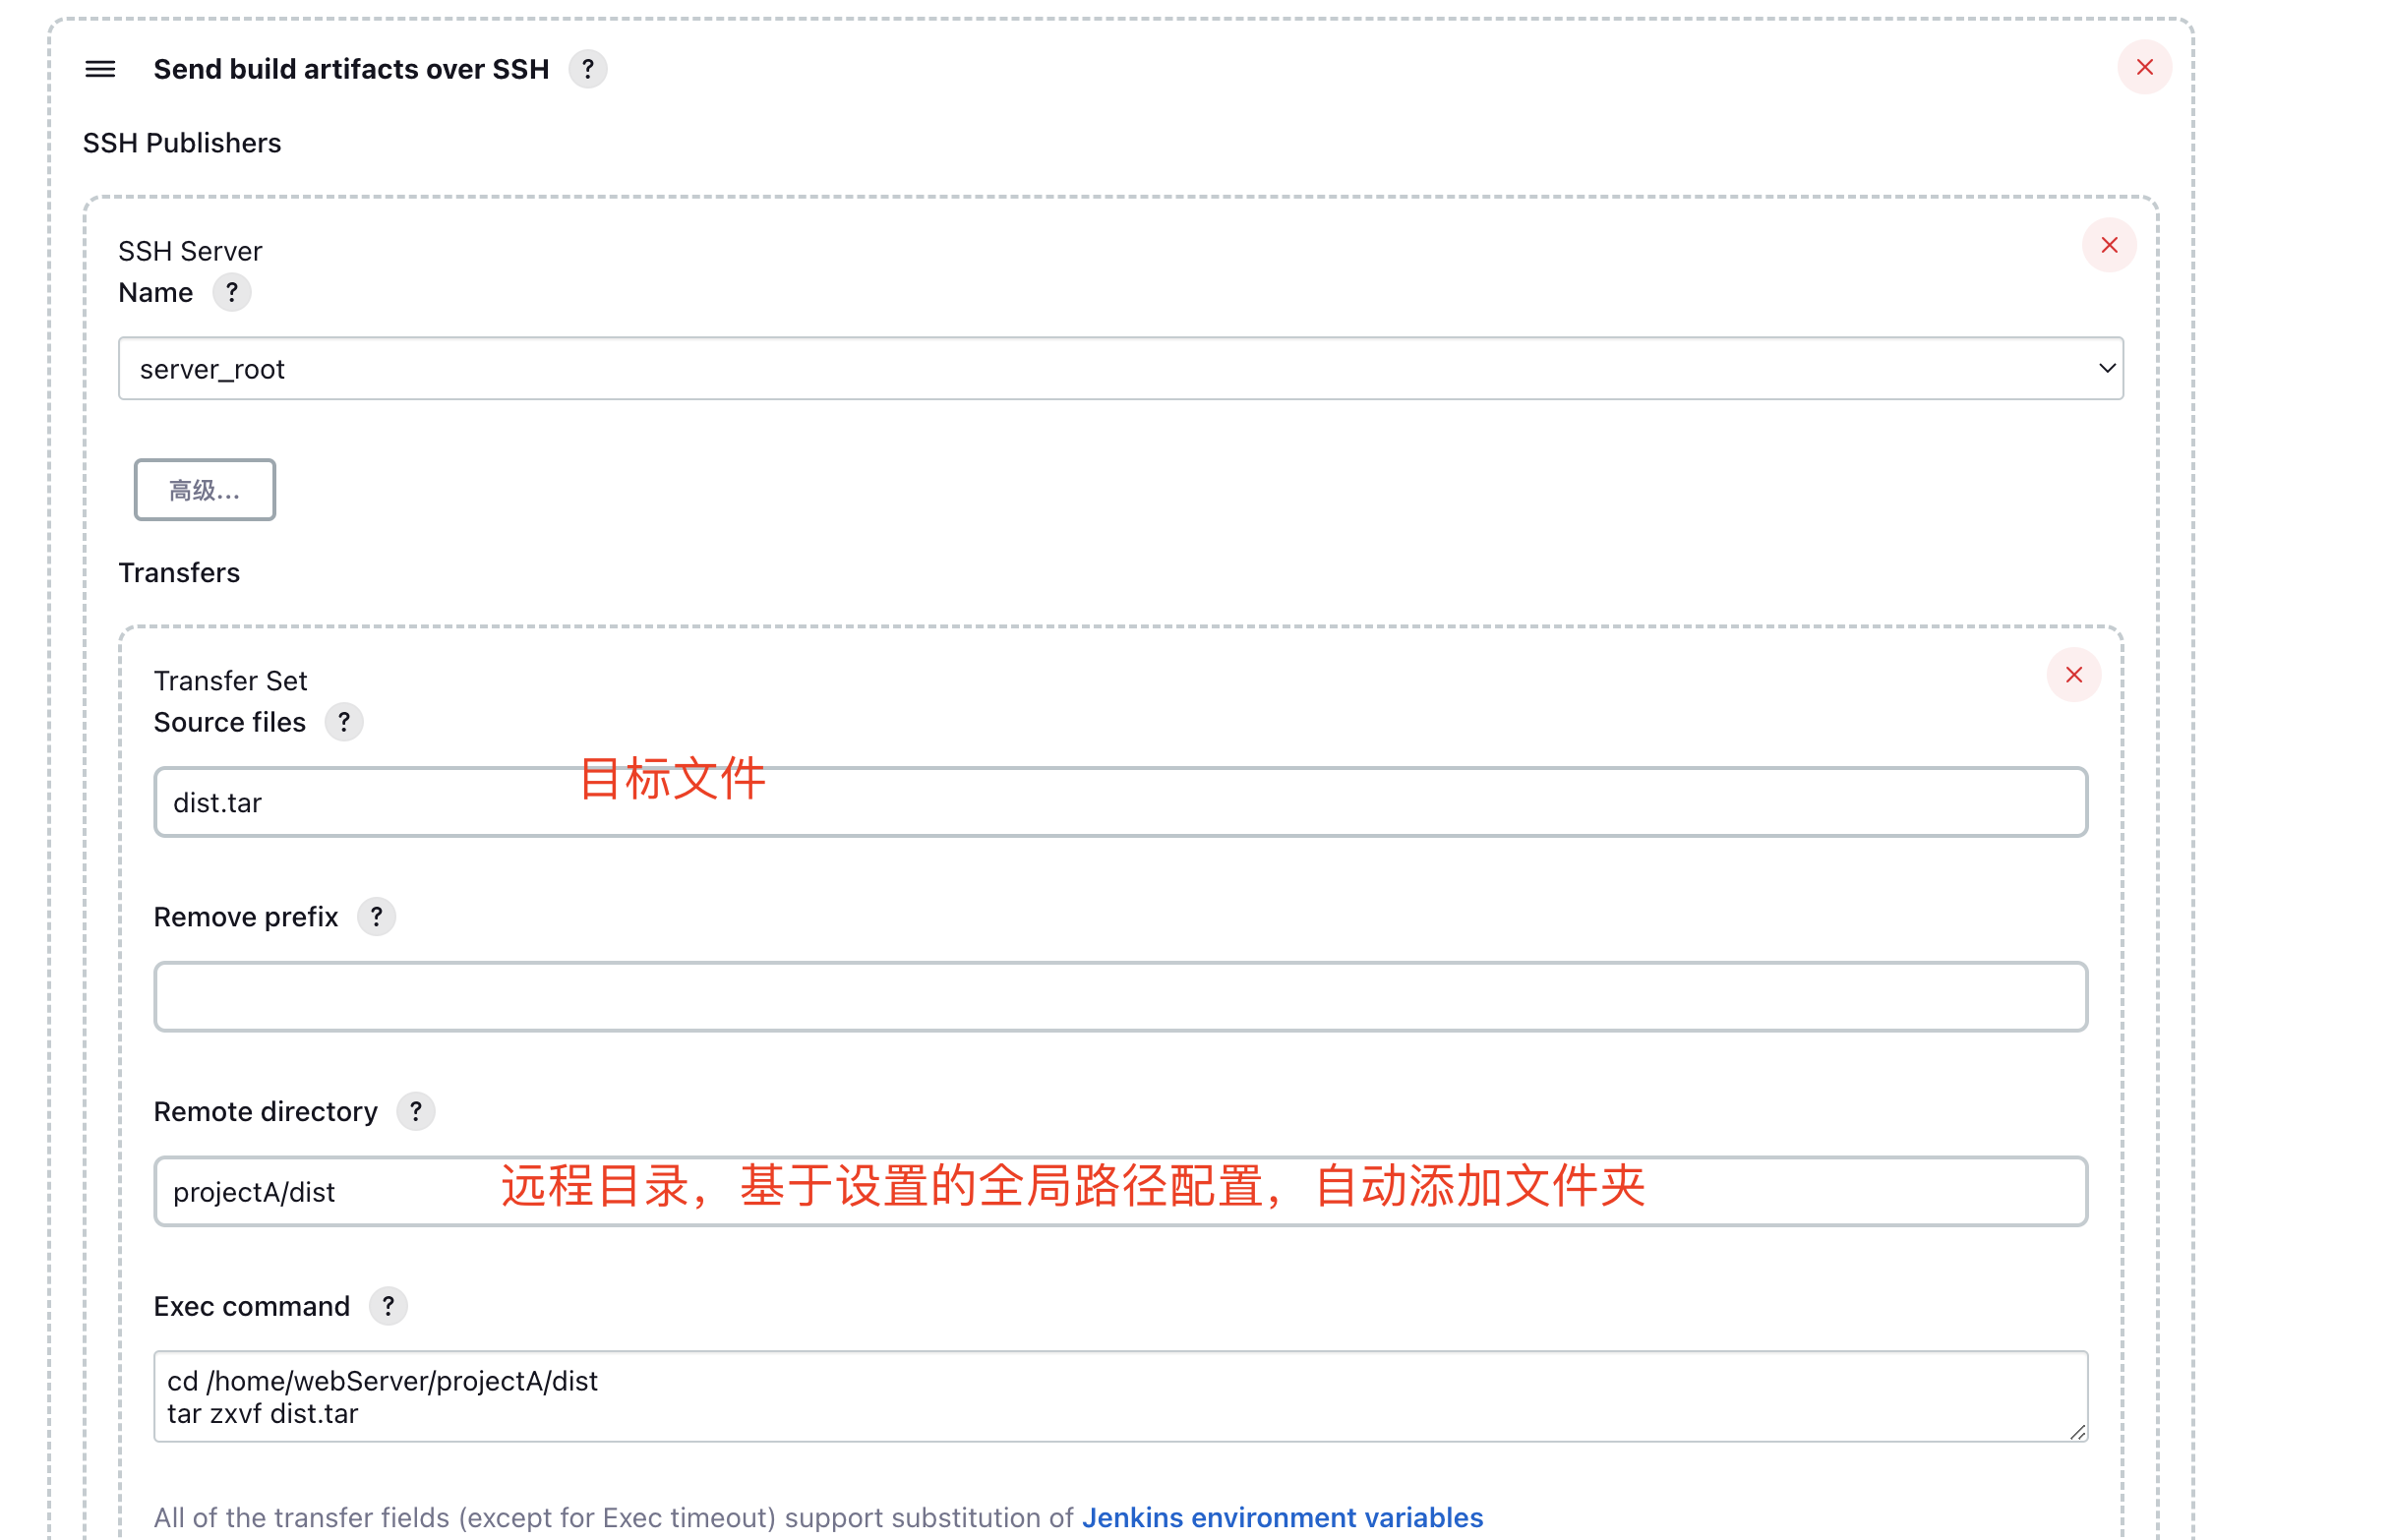 Send build artifacts over SSH ?
SSH Publishers
SSH Server
Name ?
server_root
高级...
Transfers
Transfer Set
Source files ?
目标文件
dist.tar
Remove prefix ?
Remote directory ?
projectA/dist 远程目录，基于设置的全局路径配置，自动添加文件夹
Exec command ?
cd /home/webServer/projectA/dist
tar zxvf dist.tar
All of the transfer fields (except for Exec timeout) support substitution of Jenkins environment variables